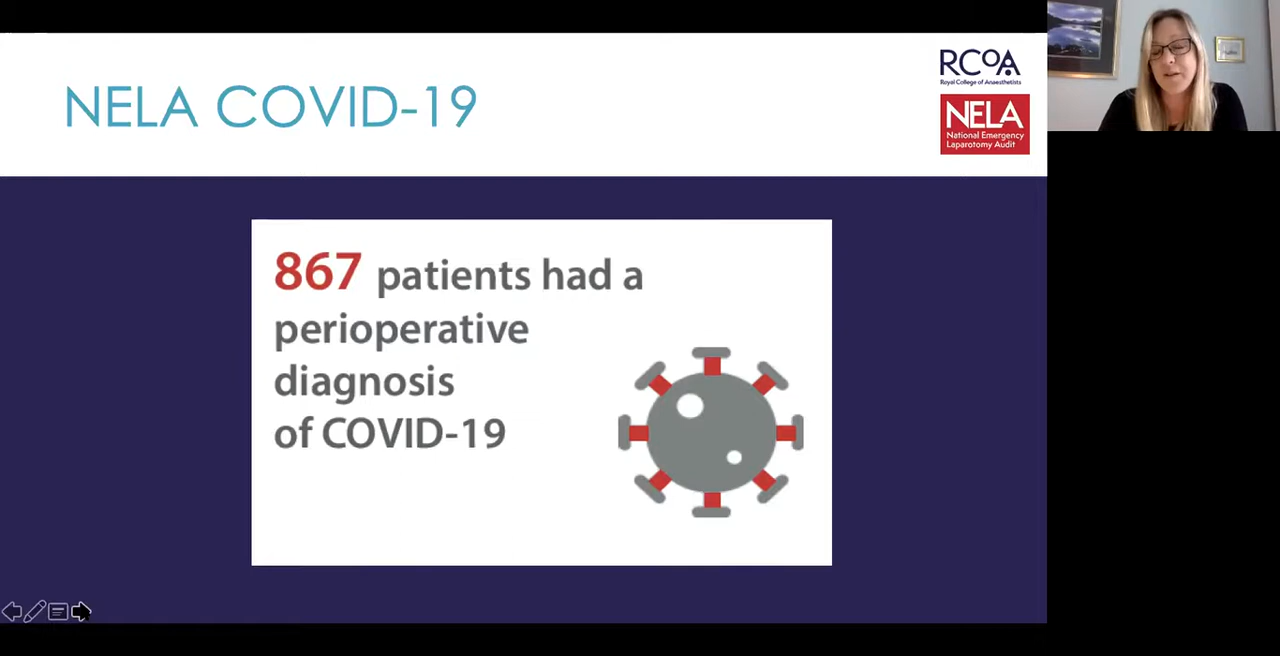 NELA COVID-19
RCoA
Royal College of Anaesthetists
NELA
National Emergency
Laparotomy Audit
867 patients had a
perioperative
diagnosis
of COVID-19